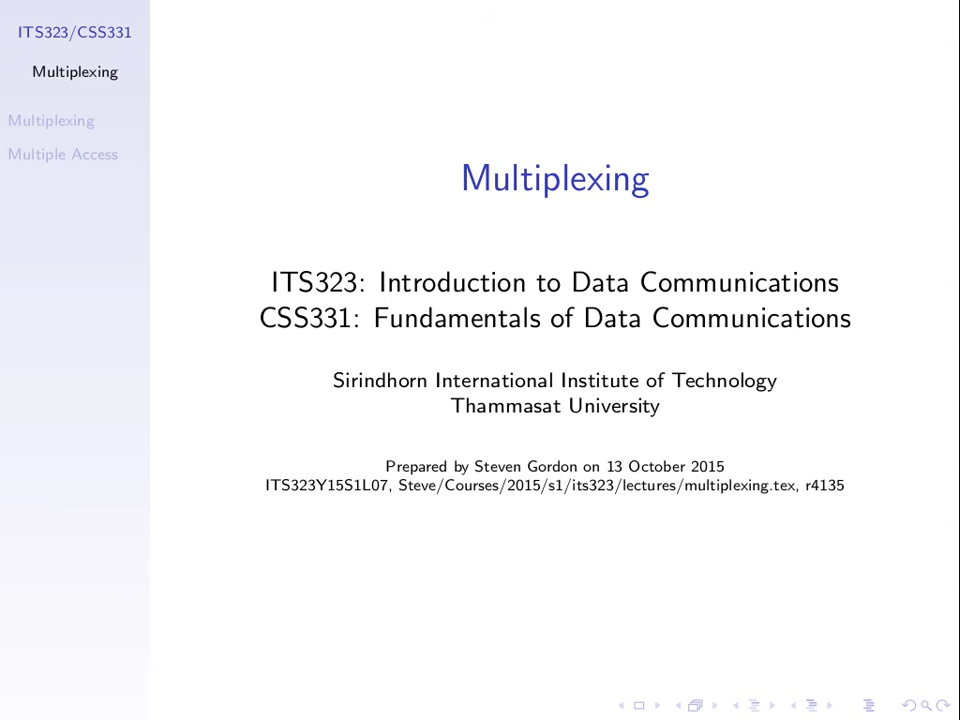 ITS323/CSS331
Multiplexing
Multiplexing
Multiple Access
Multiplexing
ITS323: Introduction to Data Communications
CSS331: Fundamentals of Data Communications
Sirindhorn International Institute of Technology
Thammasat University
Prepared by Steven Gordon on 13 October 2015
ITS323Y15S1L07, Steve/Courses/2015/s1/its323/lectures/multiplexing.tex, r4135